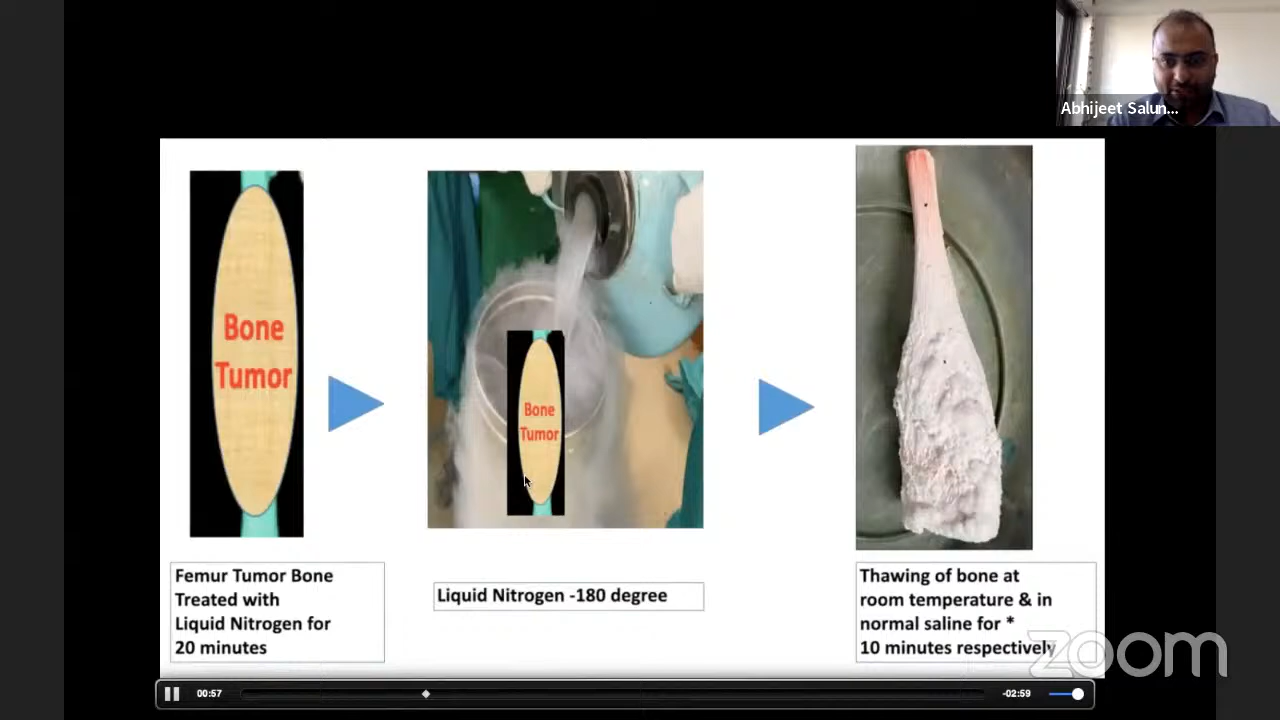 Abhijeet Salun...
Bone
Tumor
Bone
Tumor
Femur Tumor Bone
Treated with
Liquid Nitrogen for
20 minutes
Liquid Nitrogen -180 degree
Thawing of bone at
room temperature & in
normal saline for *
10 minutes respectively
zoom
00:57
-02:59